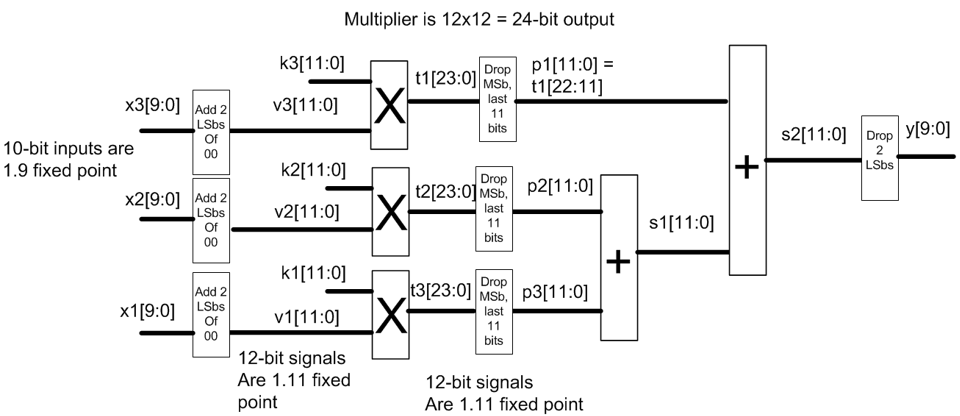 Multiplier is 12x12 = 24-bit output
k3[11:0]
x3[9:0]
Add 2
LSbs
Of
00
v3[11:0]
X
t1[23:0]
Drop
MSb,
last
11
bits
p1[11:0] =
t1[22:11]
10-bit inputs are
1.9 fixed point
k2[11:0]
x2[9:0]
Add 2
LSbs
Of
00
v2[11:0]
X
t2[23:0]
Drop
MSb,
last
11
bits
p2[11:0]
+
s2[11:0]
Drop
2
LSbs
y[9:0]
s1[11:0]
+
k1[11:0]
x1[9:0]
Add 2
LSbs
Of
00
v1[11:0]
X
t3[23:0]
Drop
MSb,
last
11
bits
p3[11:0]
12-bit signals
Are 1.11 fixed
point
12-bit signals
Are 1.11 fixed point